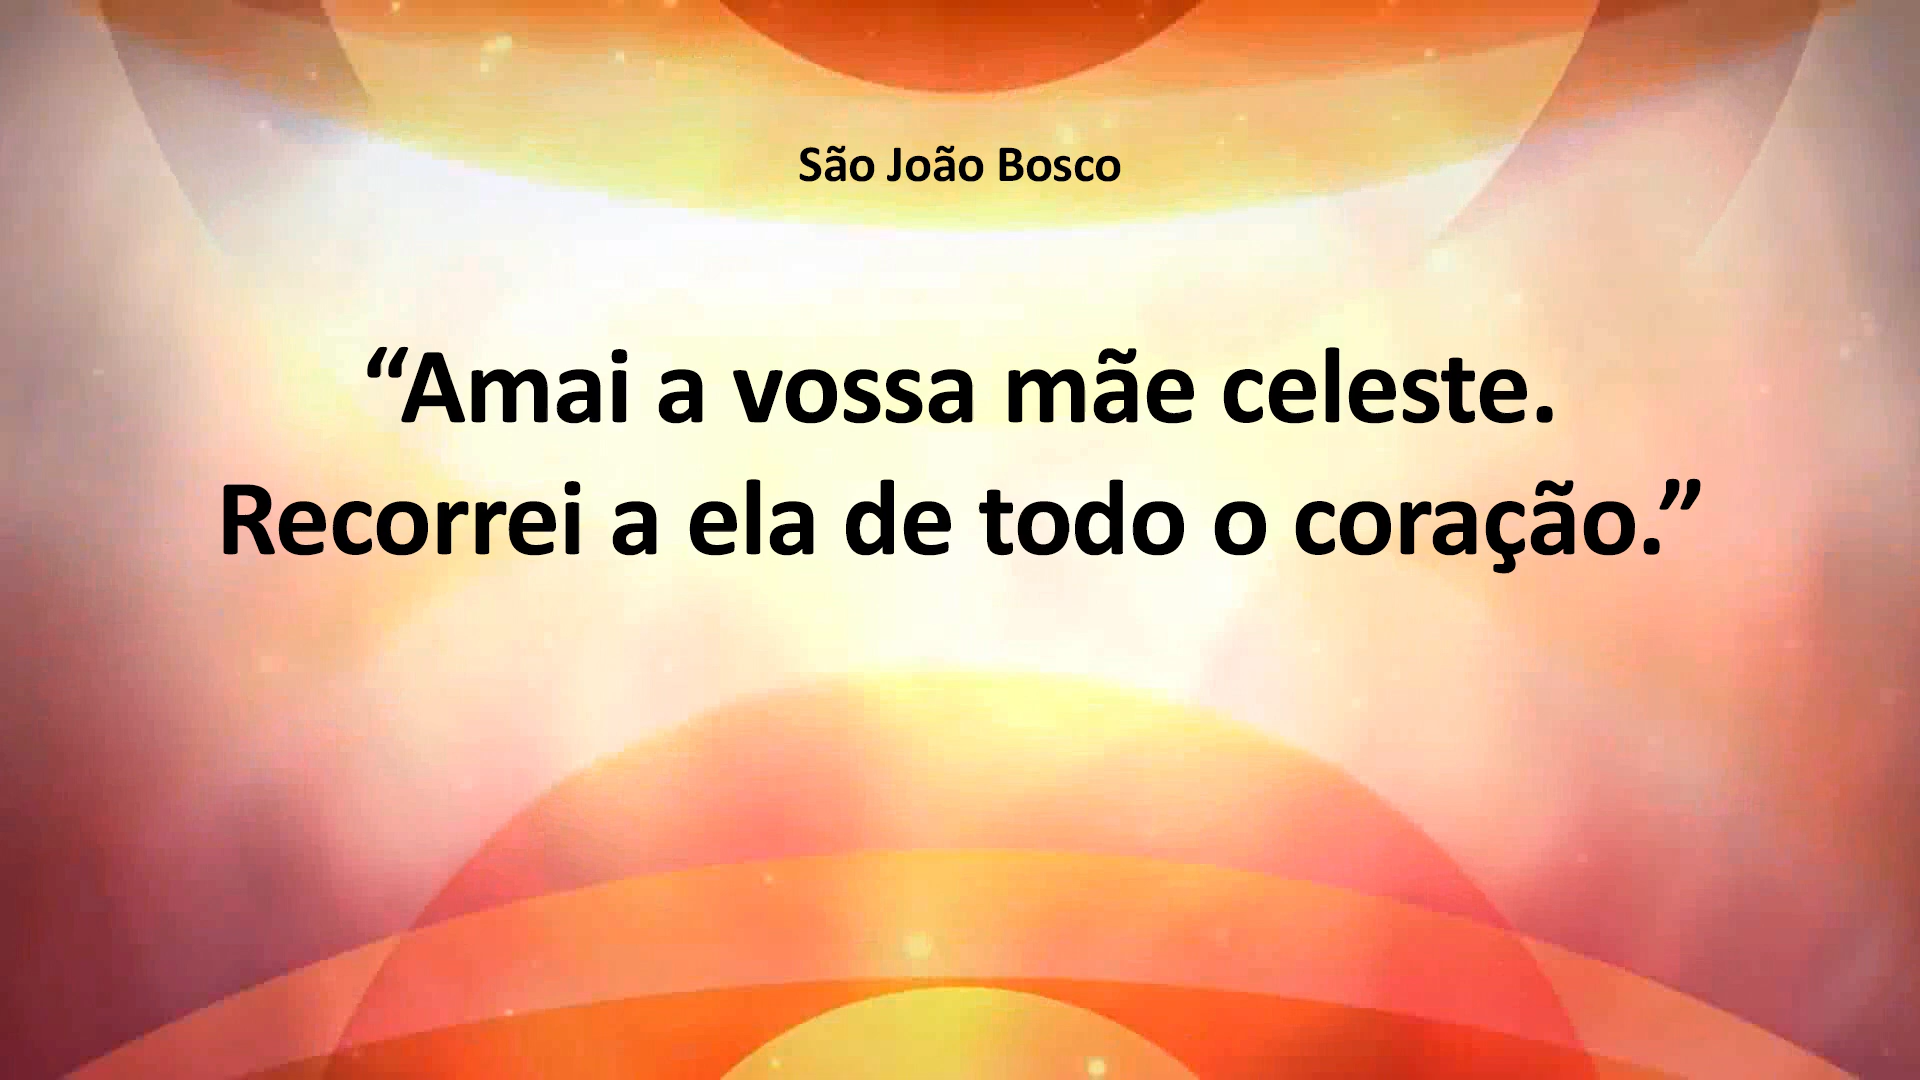 São João Bosco
“Amai a vossa mãe celeste.
Recorrei a ela de todo o coração.”